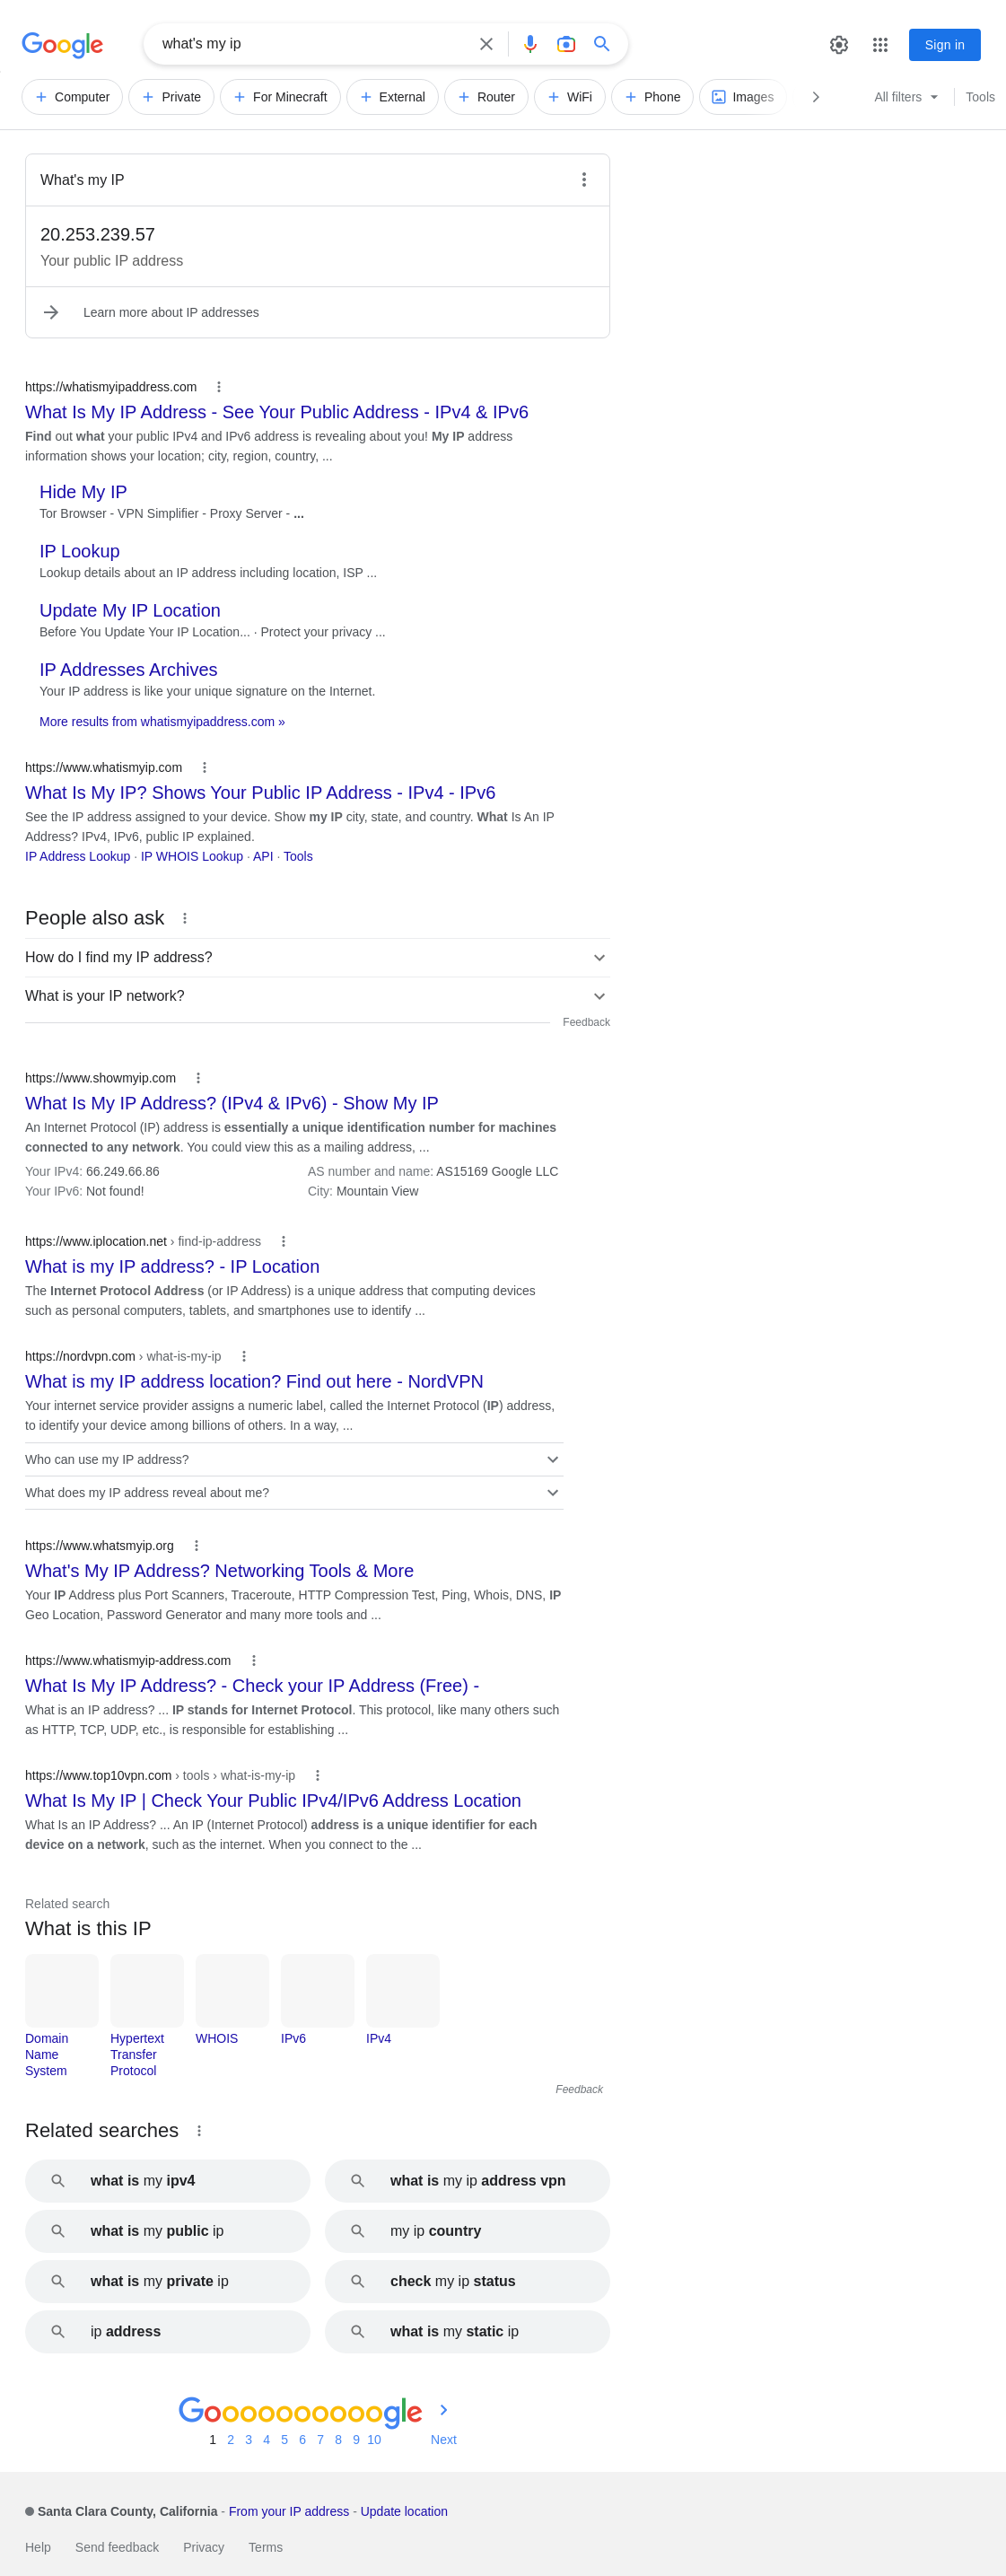 Google
what's my ip
Sign in
Computer
Private
For Minecraft
External
Router
WiFi
Phone
Images
All filters
Tools
What's my IP
20.253.239.57
Your public IP address
Learn more about IP addresses
https://whatismyipaddress.com
What Is My IP Address - See Your Public Address - IPv4 & IPv6
Find out what your public IPv4 and IPv6 address is revealing about you! My IP address
information shows your location; city, region, country, ...
Hide My IP
Tor Browser - VPN Simplifier - Proxy Server - ...
IP Lookup
Lookup details about an IP address including location, ISP ...
Update My IP Location
Before You Update Your IP Location... · Protect your privacy ...
IP Addresses Archives
Your IP address is like your unique signature on the Internet.
More results from whatismyipaddress.com »
https://www.whatismyip.com
What Is My IP? Shows Your Public IP Address - IPv4 - IPv6
See the IP address assigned to your device. Show my IP city, state, and country. What Is An IP
Address? IPv4, IPv6, public IP explained.
IP Address Lookup · IP WHOIS Lookup · API · Tools
People also ask
How do I find my IP address?
What is your IP network?
Feedback
https://www.showmyip.com
What Is My IP Address? (IPv4 & IPv6) - Show My IP
An Internet Protocol (IP) address is essentially a unique identification number for machines
connected to any network. You could view this as a mailing address, ...
Your IPv4: 66.249.66.86
AS number and name: AS15169 Google LLC
Your IPv6: Not found!
City: Mountain View
https://www.iplocation.net › find-ip-address
What is my IP address? - IP Location
The Internet Protocol Address (or IP Address) is a unique address that computing devices
such as personal computers, tablets, and smartphones use to identify ...
https://nordvpn.com › what-is-my-ip
What is my IP address location? Find out here - NordVPN
Your internet service provider assigns a numeric label, called the Internet Protocol (IP) address,
to identify your device among billions of others. In a way, ...
Who can use my IP address?
What does my IP address reveal about me?
https://www.whatsmyip.org
What's My IP Address? Networking Tools & More
Your IP Address plus Port Scanners, Traceroute, HTTP Compression Test, Ping, Whois, DNS, IP
Geo Location, Password Generator and many more tools and ...
https://www.whatismyip-address.com
What Is My IP Address? - Check your IP Address (Free) -
What is an IP address? ... IP stands for Internet Protocol. This protocol, like many others such
as HTTP, TCP, UDP, etc., is responsible for establishing ...
https://www.top10vpn.com › tools › what-is-my-ip
What Is My IP | Check Your Public IPv4/IPv6 Address Location
What Is an IP Address? ... An IP (Internet Protocol) address is a unique identifier for each
device on a network, such as the internet. When you connect to the ...
Related search
What is this IP
Domain
Name
System
Hypertext
Transfer
Protocol
WHOIS
IPv6
IPv4
Feedback
Related searches
what is my ipv4
what is my ip address vpn
what is my public ip
my ip country
what is my private ip
check my ip status
ip address
what is my static ip
Goooooooooogle
1 2 3 4 5 6 7 8 9 10 Next
Santa Clara County, California - From your IP address - Update location
Help Send feedback Privacy Terms